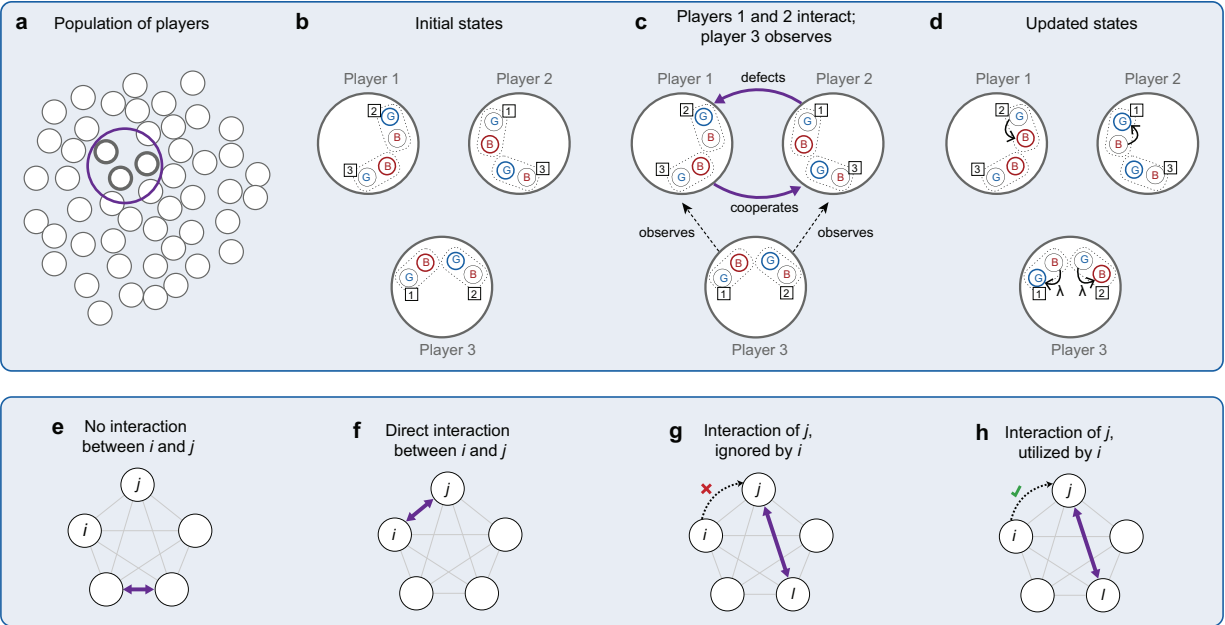 a Population of players
b Initial states
c Players 1 and 2 interact;
player 3 observes
d Updated states
Player 1
2
G
B
B
3
G
Player 2
G
1
B
G
3
B
G
B
1
G
B
2
Player 3
Player 1
defects
Player 2
2
G
B
B
3
G
1
G
B
G
3
B
cooperates
observes
observes
B
G
G
B
1
2
Player 3
Player 1
2
G
B
B
3
G
Player 2
1
G
B
G
3
B
B
G
G
B
1
λ
λ
2
Player 3
e No interaction
between i and j
j
i
f Direct interaction
between i and j
j
i
g Interaction of j,
ignored by i
j
i
l
h Interaction of j,
utilized by i
j
i
l